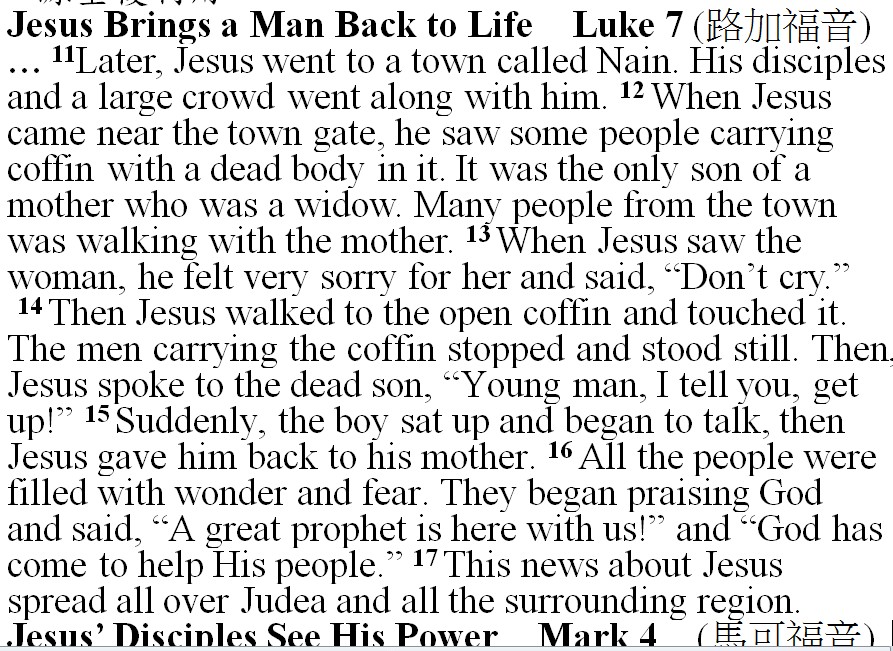 Jesus Brings a Man Back to Life Luke 7 (路加福音)
… 11Later, Jesus went to a town called Nain. His disciples
and a large crowd went along with him. 12 When Jesus
came near the town gate, he saw some people carrying
coffin with a dead body in it. It was the only son of a
mother who was a widow. Many people from the town
was walking with the mother. 13 When Jesus saw the
woman, he felt very sorry for her and said, “Don’t cry.”
14 Then Jesus walked to the open coffin and touched it.
The men carrying the coffin stopped and stood still. Then,
Jesus spoke to the dead son, “Young man, I tell you, get
up!” 15 Suddenly, the boy sat up and began to talk, then
Jesus gave him back to his mother. 16 All the people were
filled with wonder and fear. They began praising God
and said, “A great prophet is here with us!” and “God has
come to help His people.” 17 This news about Jesus
spread all over Judea and all the surrounding region.
Jesus’ Disciples See His Power Mark 4 (馬可福音)